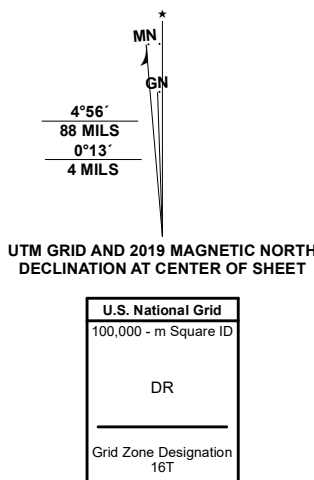 MN
GN
4°56´
88 MILS
0°13´
4 MILS
UTM GRID AND 2019 MAGNETIC NORTH
DECLINATION AT CENTER OF SHEET
U.S. National Grid
100,000 - m Square ID
DR
Grid Zone Designation
16T